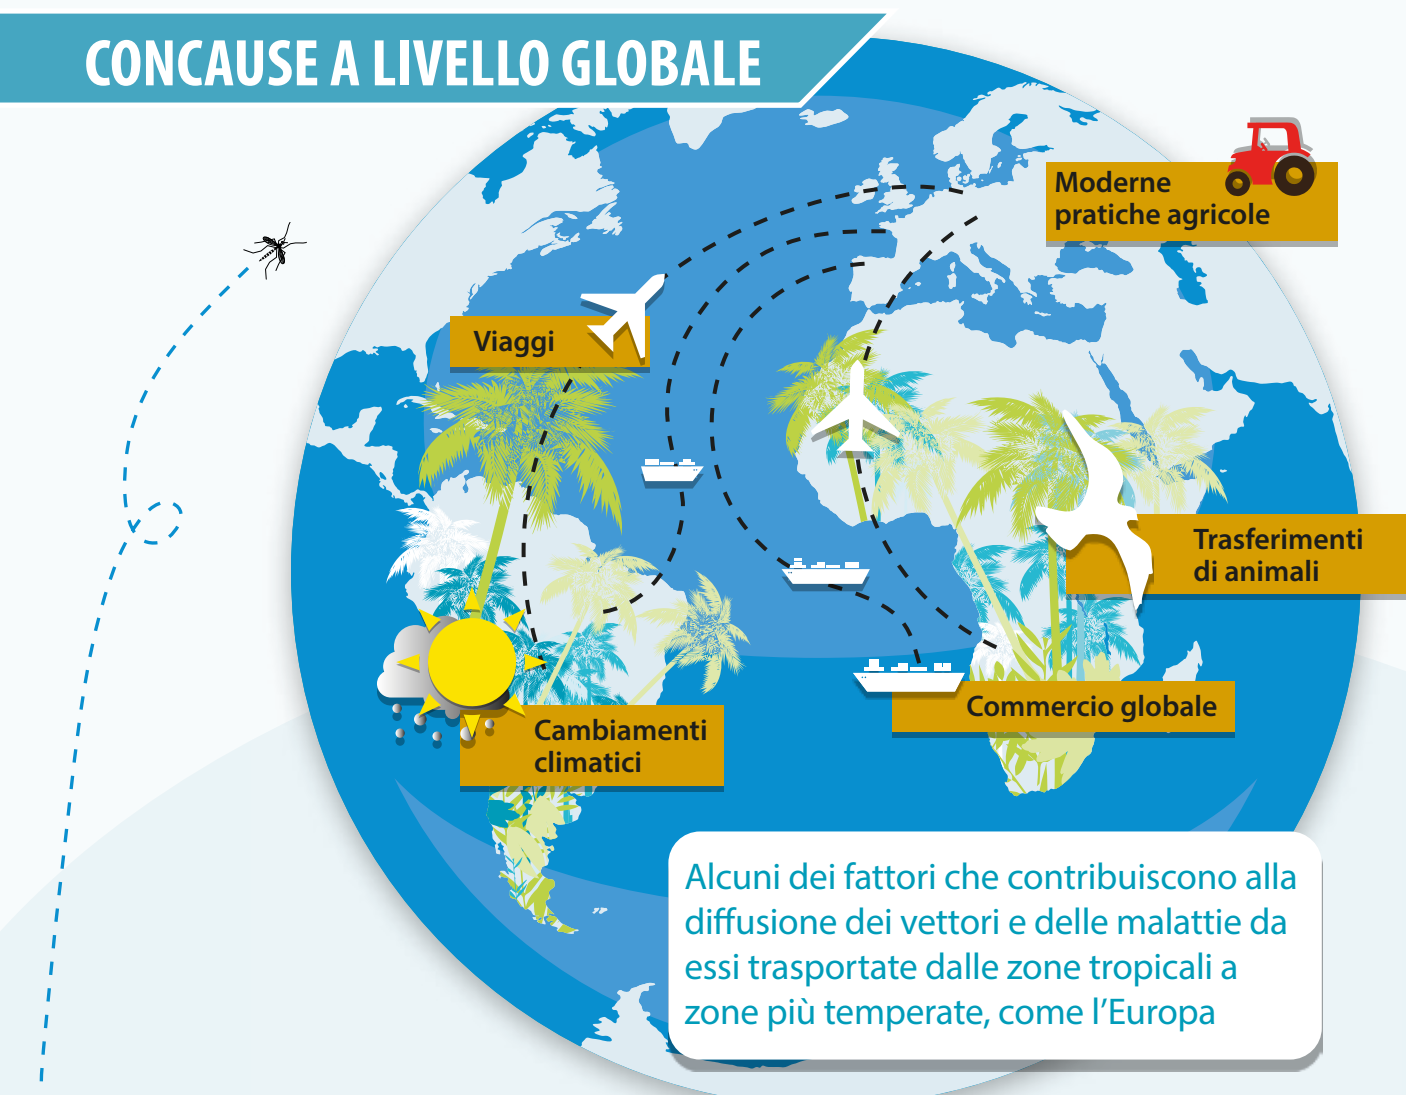 CONCAUSE A LIVELLO GLOBALE
Moderne
pratiche agricole
Viaggi
Trasferimenti
di animali
Commercio globale
Cambiamenti
climatici
Alcuni dei fattori che contribuiscono alla
diffusione dei vettori e delle malattie da
essi trasportate dalle zone tropicali a
zone più temperate, come l’Europa